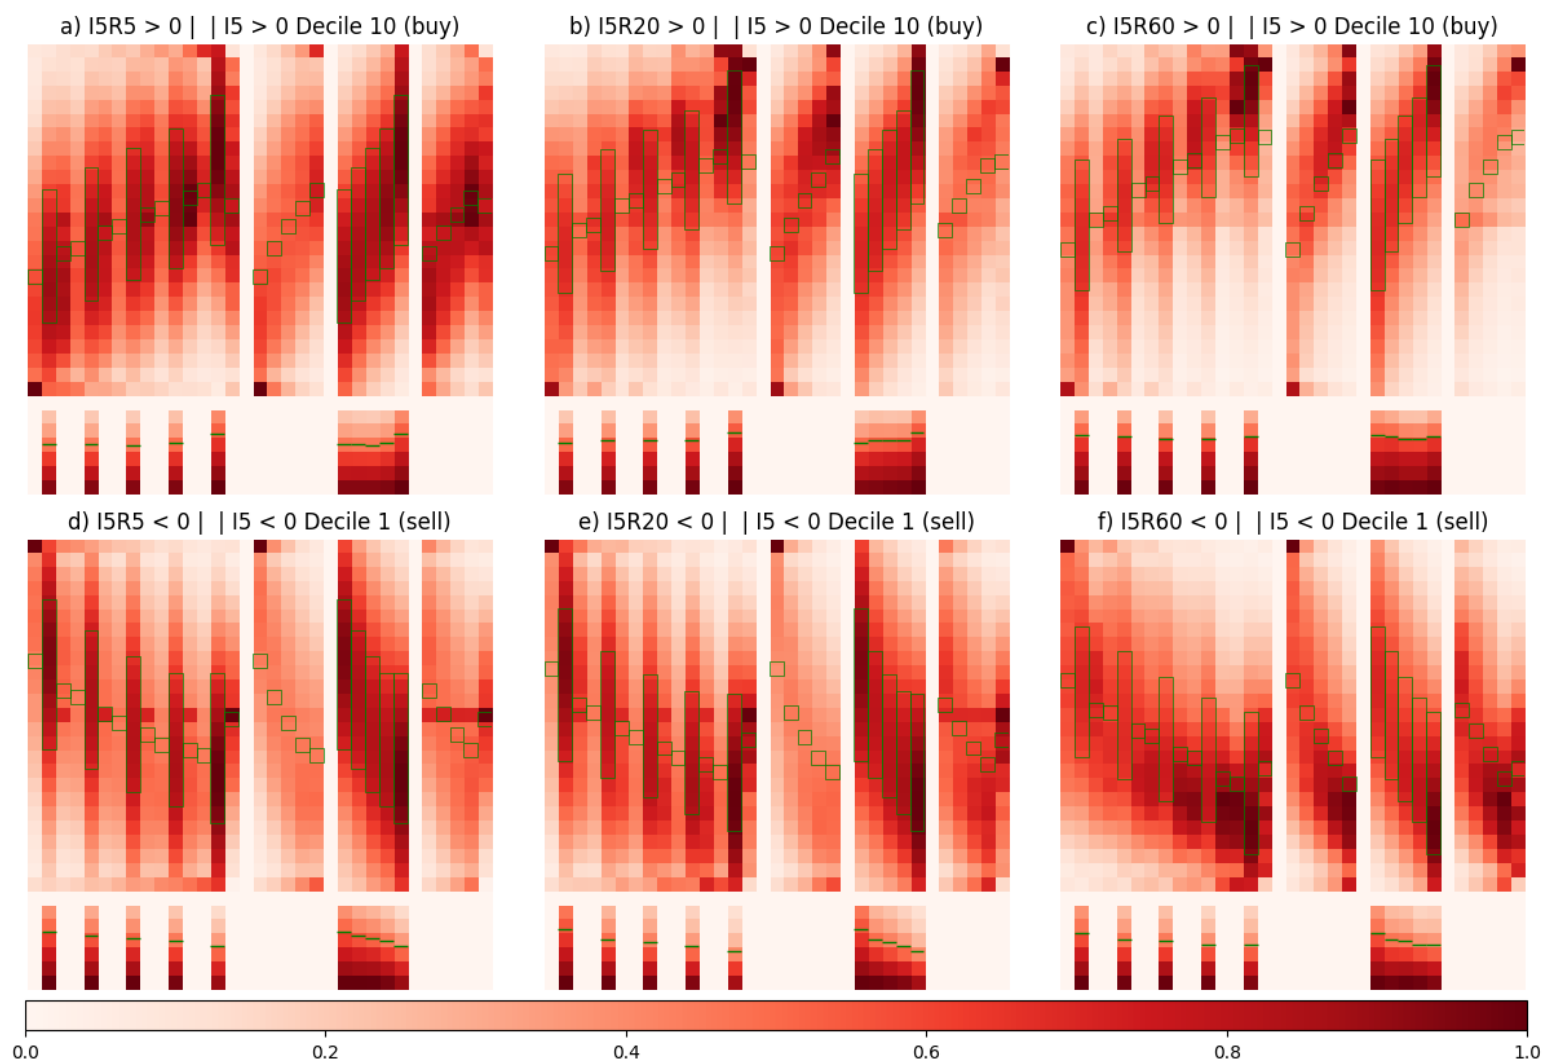 a) I5R5 > 0 | | I5 > 0 Decile 10 (buy)
b) I5R20 > 0 | | I5 > 0 Decile 10 (buy)
c) I5R60 > 0 | | I5 > 0 Decile 10 (buy)
d) I5R5 < 0 | | I5 < 0 Decile 1 (sell)
e) I5R20 < 0 | | I5 < 0 Decile 1 (sell)
f) I5R60 < 0 | | I5 < 0 Decile 1 (sell)
0.0 0.2 0.4 0.6 0.8 1.0